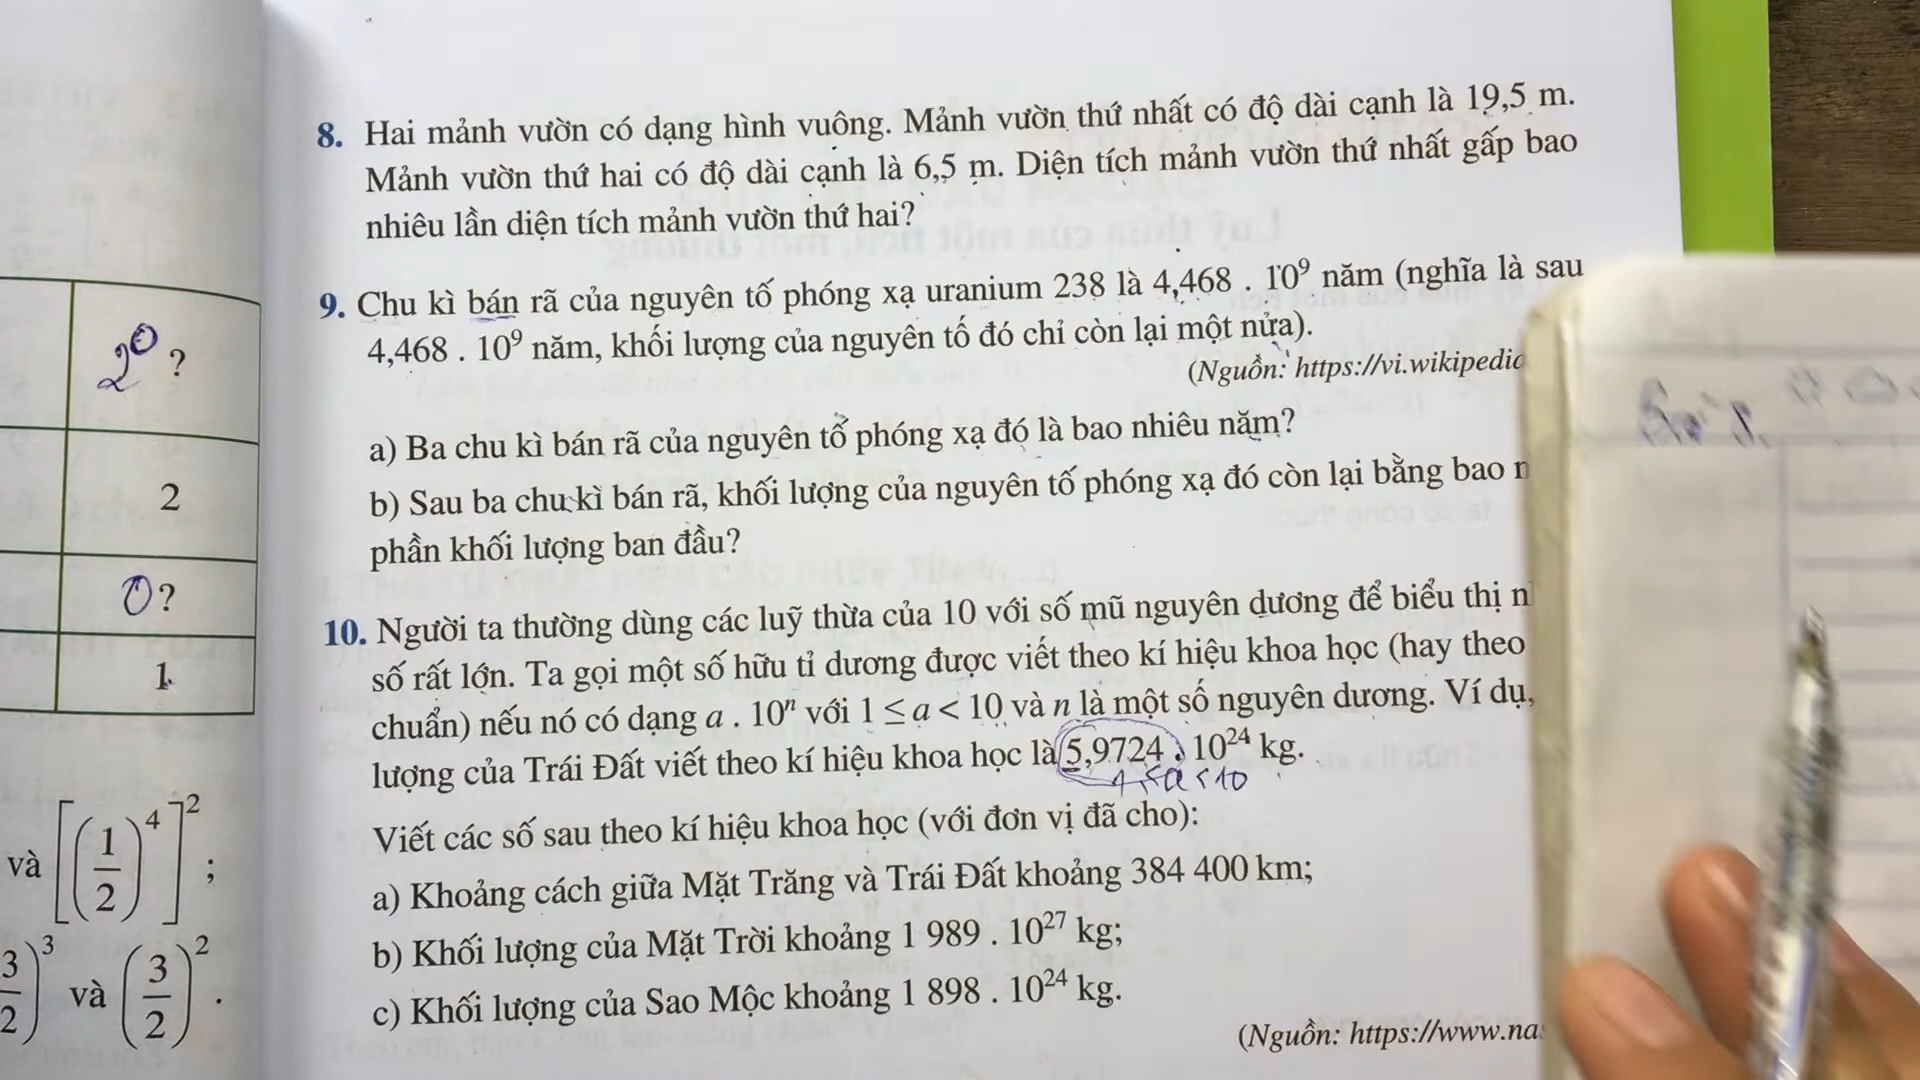 8. Hai mảnh vườn có dạng hình vuông. Mảnh vườn thứ nhất có độ dài cạnh là 19,5 m.
Mảnh vườn thứ hai có độ dài cạnh là 6,5 m. Diện tích mảnh vườn thứ nhất gấp bao
nhiêu lần diện tích mảnh vườn thứ hai?
9. Chu kì bán rã của nguyên tố phóng xạ uranium 238 là 4,468 . 10⁹ năm (nghĩa là sau
4,468 . 10⁹ năm, khối lượng của nguyên tố đó chỉ còn lại một nửa).
(Nguồn: https://vi.wikipedic
a) Ba chu kì bán rã của nguyên tố phóng xạ đó là bao nhiêu năm?
b) Sau ba chu kì bán rã, khối lượng của nguyên tố phóng xạ đó còn lại bằng bao
phần khối lượng ban đầu?
10. Người ta thường dùng các luỹ thừa của 10 với số mũ nguyên dương để biểu thị
số rất lớn. Ta gọi một số hữu tỉ dương được viết theo kí hiệu khoa học (hay theo
chuẩn) nếu nó có dạng a . 10ⁿ với 1 ≤ a < 10 và n là một số nguyên dương. Ví dụ,
lượng của Trái Đất viết theo kí hiệu khoa học là 5,9724 . 10²⁴ kg.
1 ≤ a < 10
Viết các số sau theo kí hiệu khoa học (với đơn vị đã cho):
a) Khoảng cách giữa Mặt Trăng và Trái Đất khoảng 384 400 km;
b) Khối lượng của Mặt Trời khoảng 1 989 . 10²⁷ kg;
c) Khối lượng của Sao Mộc khoảng 1 898 . 10²⁴ kg.
(Nguồn: https://www.na
2⁰ ?
2
0 ?
1
và [(1/2)⁴]² ;
(3/2)³ và (3/2)² .